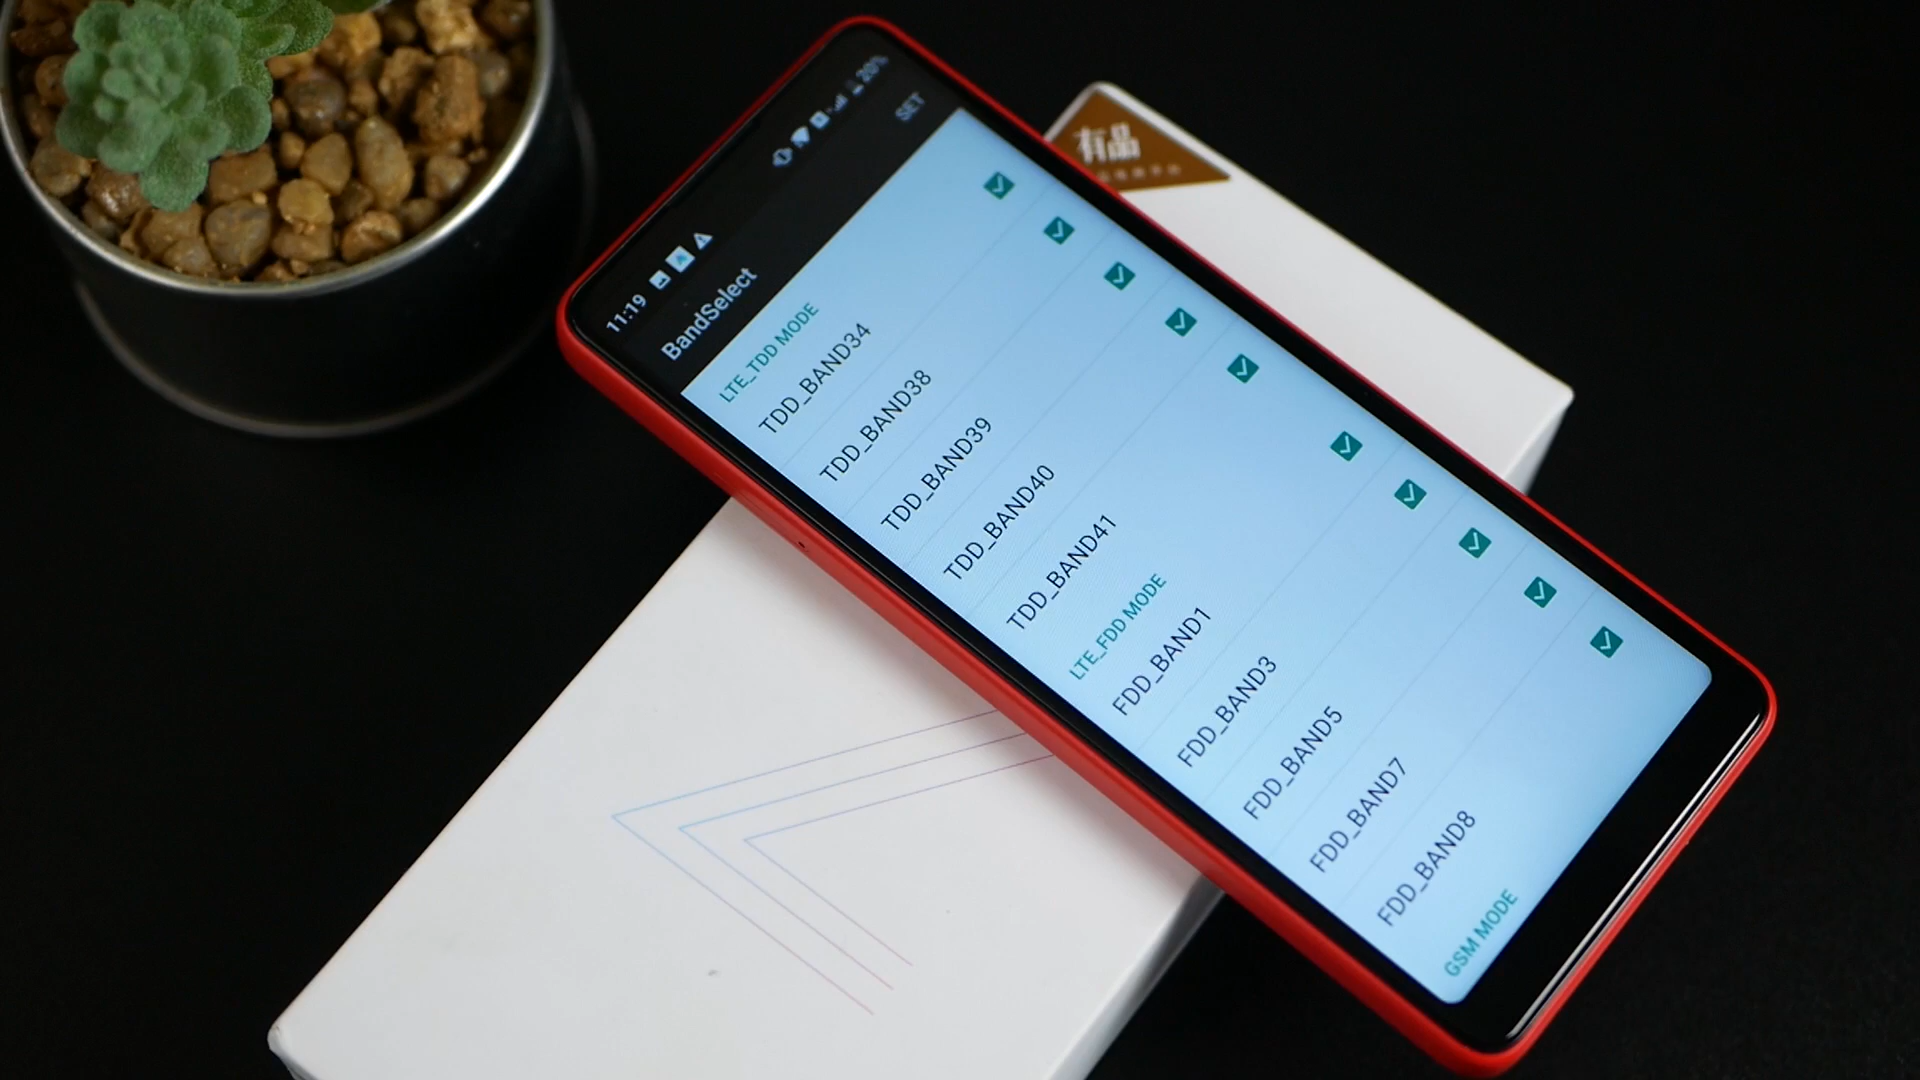 11:19
20%
BandSelect
SET
LTE_TDD MODE
TDD_BAND34
TDD_BAND38
TDD_BAND39
TDD_BAND40
TDD_BAND41
LTE_FDD MODE
FDD_BAND1
FDD_BAND3
FDD_BAND5
FDD_BAND7
FDD_BAND8
GSM MODE
有品